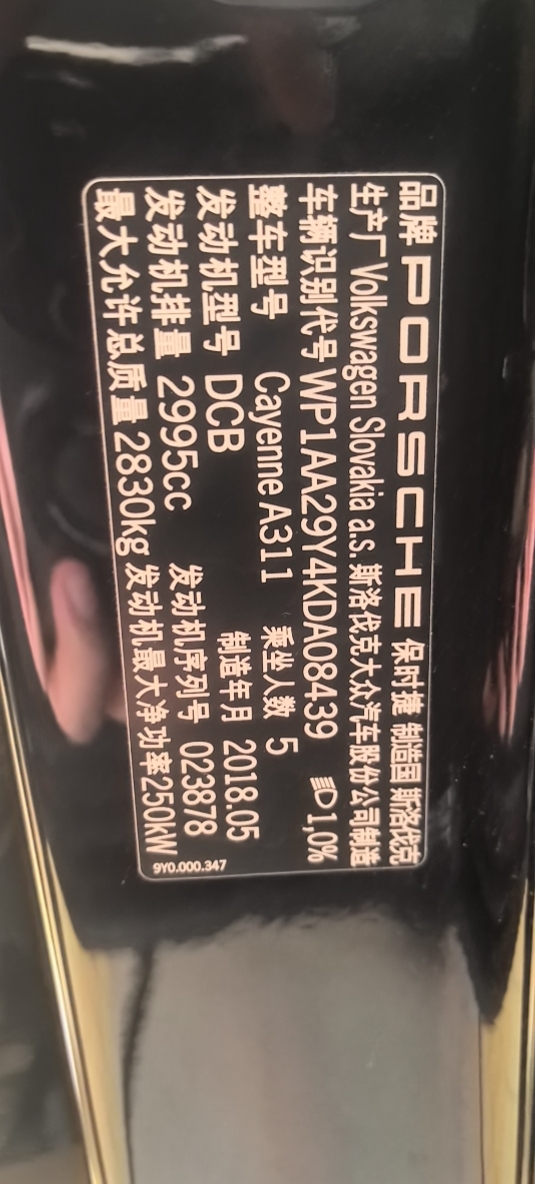 品牌 PORSCHE 保时捷 制造国 斯洛伐克
生产厂 Volkswagen Slovakia a.s. 斯洛伐克大众汽车股份公司制造
车辆识别代号 WP1AA29Y4KDA08439 1,0%
整车型号 Cayenne A311 乘坐人数 5
发动机型号 DCB 制造年月 2018.05
发动机排量 2995cc 发动机序列号 023878
最大允许总质量 2830kg 发动机最大净功率250kW
9Y0.000.347